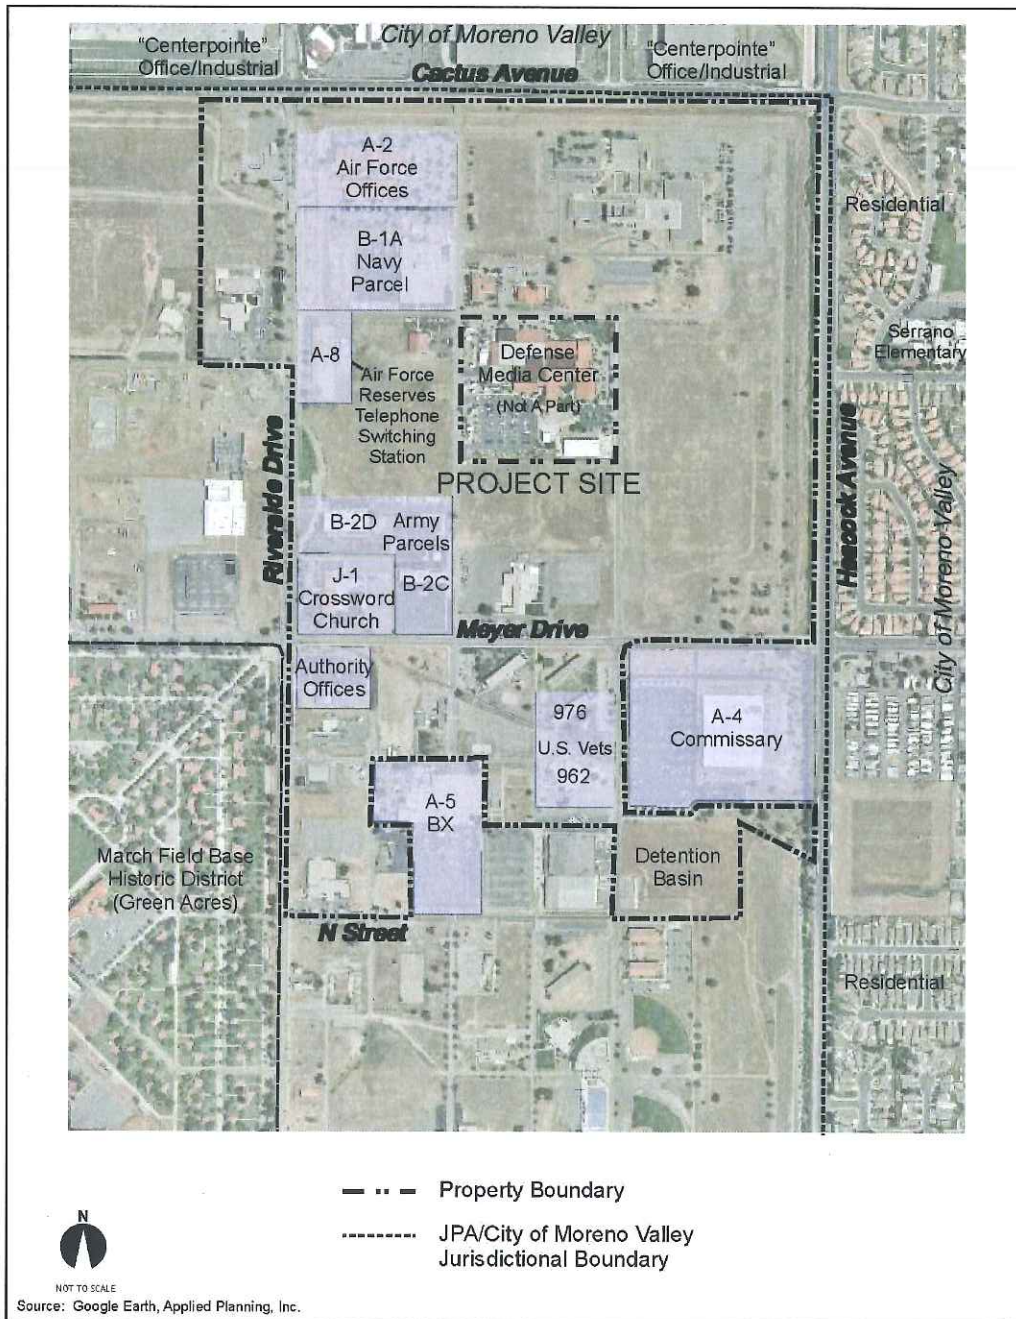 City of Moreno Valley
"Centerpointe"
Office/Industrial
"Centerpointe"
Office/Industrial
Cactus Avenue
A-2
Air Force
Offices
Residential
B-1A
Navy
Parcel
Serrano
Elementary
A-8
Defense
Media Center
(Not A Part)
Air Force
Reserves
Telephone
Switching
Station
Riverside Drive
PROJECT SITE
Heacock Avenue
City of Moreno Valley
B-2D
Army
Parcels
J-1
Crossword
Church
B-2C
Meyer Drive
Authority
Offices
976
U.S. Vets
962
A-4
Commissary
A-5
BX
March Field Base
Historic District
(Green Acres)
Detention
Basin
N Street
Residential
Property Boundary
JPA/City of Moreno Valley
Jurisdictional Boundary
N
NOT TO SCALE
Source: Google Earth, Applied Planning, Inc.